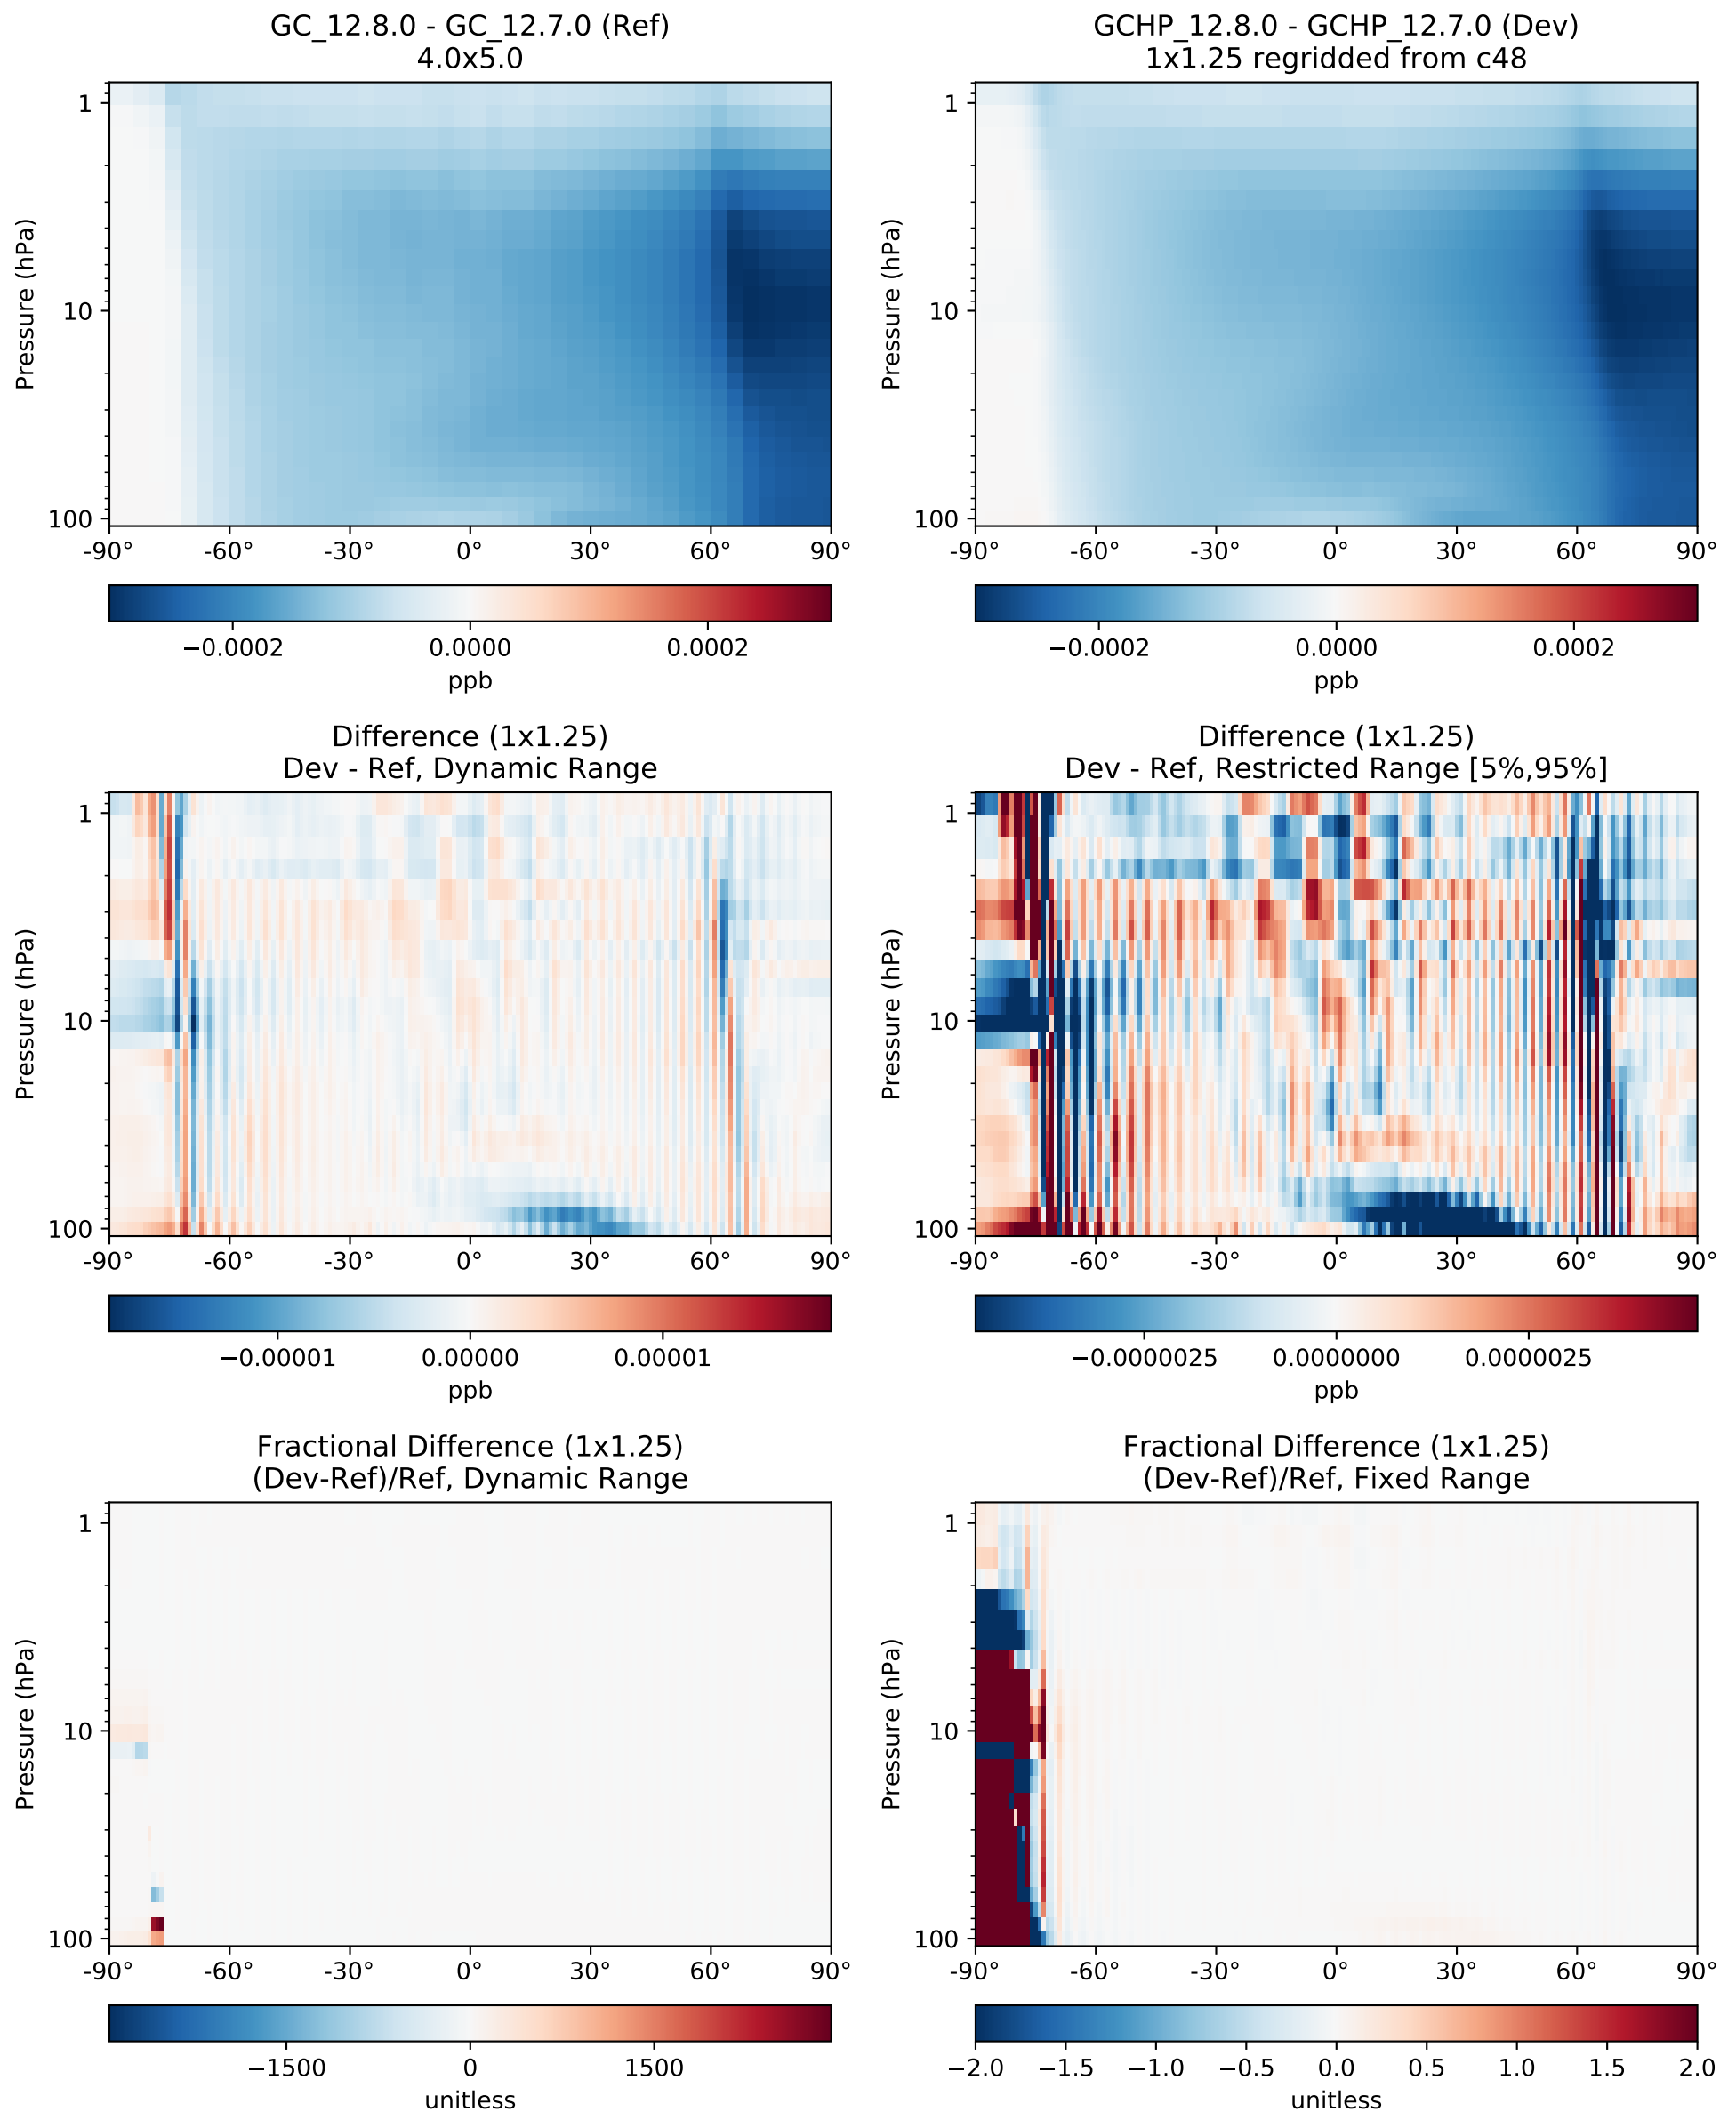 GC_12.8.0 - GC_12.7.0 (Ref)
4.0x5.0
Pressure (hPa)
1
10
100
-90° -60° -30° 0° 30° 60° 90°
−0.0002 0.0000 0.0002
ppb
GCHP_12.8.0 - GCHP_12.7.0 (Dev)
1x1.25 regridded from c48
Pressure (hPa)
1
10
100
-90° -60° -30° 0° 30° 60° 90°
−0.0002 0.0000 0.0002
ppb
Difference (1x1.25)
Dev - Ref, Dynamic Range
Pressure (hPa)
1
10
100
-90° -60° -30° 0° 30° 60° 90°
−0.00001 0.00000 0.00001
ppb
Difference (1x1.25)
Dev - Ref, Restricted Range [5%,95%]
Pressure (hPa)
1
10
100
-90° -60° -30° 0° 30° 60° 90°
−0.0000025 0.0000000 0.0000025
ppb
Fractional Difference (1x1.25)
(Dev-Ref)/Ref, Dynamic Range
Pressure (hPa)
1
10
100
-90° -60° -30° 0° 30° 60° 90°
−1500 0 1500
unitless
Fractional Difference (1x1.25)
(Dev-Ref)/Ref, Fixed Range
Pressure (hPa)
1
10
100
-90° -60° -30° 0° 30° 60° 90°
−2.0 −1.5 −1.0 −0.5 0.0 0.5 1.0 1.5 2.0
unitless